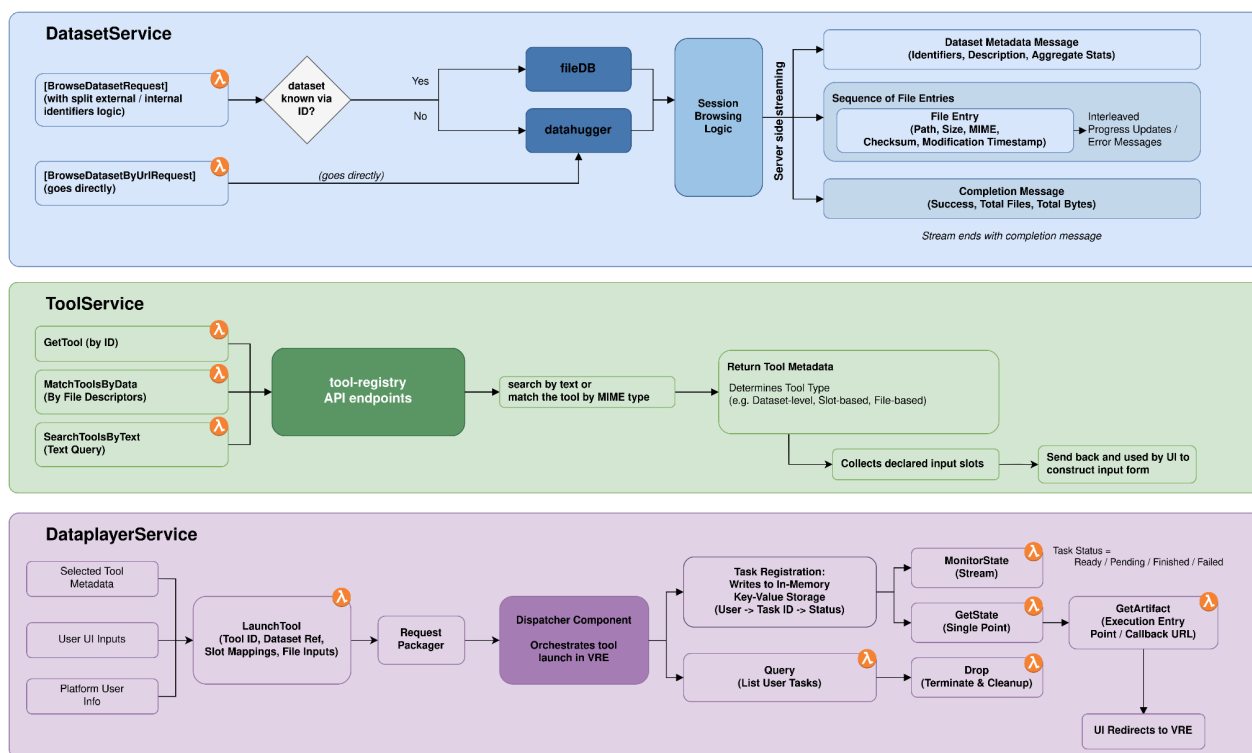 DatasetService
λ
[BrowseDatasetRequest]
(with split external / internal
identifiers logic)
dataset
known via
ID?
Yes
No
fileDB
datahugger
λ
[BrowseDatasetByUrlRequest]
(goes directly)
(goes directly)
Session
Browsing
Logic
Server side streaming
Dataset Metadata Message
(Identifiers, Description, Aggregate Stats)
Sequence of File Entries
File Entry
(Path, Size, MIME,
Checksum, Modification Timestamp)
Interleaved
Progress Updates /
Error Messages
Completion Message
(Success, Total Files, Total Bytes)
Stream ends with completion message
ToolService
λ
GetTool (by ID)
λ
MatchToolsByData
(By File Descriptors)
λ
SearchToolsByText
(Text Query)
tool-registry
API endpoints
search by text or
match the tool by MIME type
Return Tool Metadata
Determines Tool Type
(e.g. Dataset-level, Slot-based, File-based)
Collects declared input slots
Send back and used by UI to
construct input form
DataplayerService
Selected Tool
Metadata
User UI Inputs
Platform User
Info
λ
LaunchTool
(Tool ID, Dataset Ref,
Slot Mappings, File Inputs)
Request
Packager
Dispatcher Component
Orchestrates tool
launch in VRE
Task Registration:
Writes to In-Memory
Key-Value Storage
(User -> Task ID -> Status)
λ
Query
(List User Tasks)
λ
MonitorState
(Stream)
Task Status =
Ready / Pending / Finished / Failed
λ
GetState
(Single Point)
λ
GetArtifact
(Execution Entry
Point / Callback URL)
λ
Drop
(Terminate & Cleanup)
UI Redirects to VRE